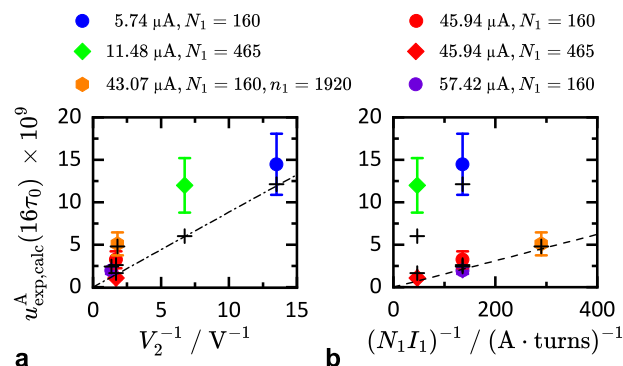 5.74 μA, N₁ = 160
11.48 μA, N₁ = 465
43.07 μA, N₁ = 160, n₁ = 1920
45.94 μA, N₁ = 160
45.94 μA, N₁ = 465
57.42 μA, N₁ = 160
u^A_exp,calc(16τ₀) × 10⁹
20
15
10
5
0
0 5 10 15
V₂⁻¹ / V⁻¹
a
20
15
10
5
0
0 200 400
(N₁I₁)⁻¹ / (A · turns)⁻¹
b